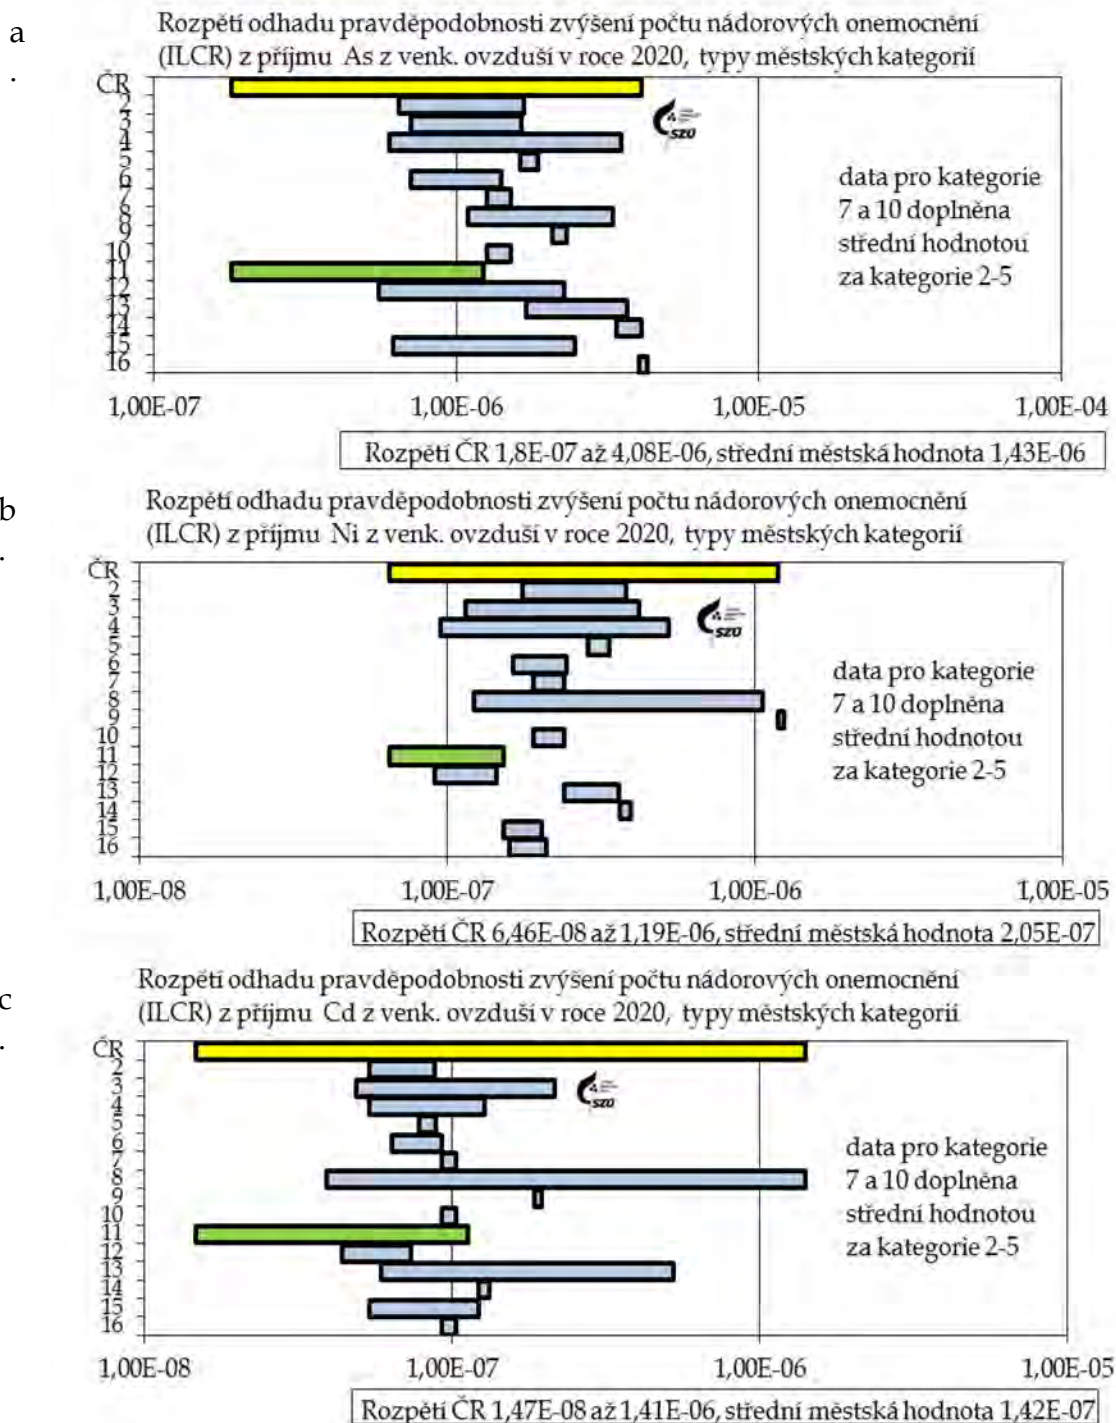 a
.
Rozpětí odhadu pravděpodobnosti zvýšení počtu nádorových onemocnění
(ILCR) z příjmu As z venk. ovzduší v roce 2020, typy městských kategorií
ČR
2
3
4
5
6
7
8
9
10
11
12
13
14
15
16
SZÚ
data pro kategorie
7 a 10 doplněna
střední hodnotou
za kategorie 2-5
1,00E-07 1,00E-06 1,00E-05 1,00E-04
Rozpětí ČR 1,8E-07 až 4,08E-06, střední městská hodnota 1,43E-06
b
.
Rozpětí odhadu pravděpodobnosti zvýšení počtu nádorových onemocnění
(ILCR) z příjmu Ni z venk. ovzduší v roce 2020, typy městských kategorií
ČR
2
3
4
5
6
7
8
9
10
11
12
13
14
15
16
SZÚ
data pro kategorie
7 a 10 doplněna
střední hodnotou
za kategorie 2-5
1,00E-08 1,00E-07 1,00E-06 1,00E-05
Rozpětí ČR 6,46E-08 až 1,19E-06, střední městská hodnota 2,05E-07
c
.
Rozpětí odhadu pravděpodobnosti zvýšení počtu nádorových onemocnění
(ILCR) z příjmu Cd z venk. ovzduší v roce 2020, typy městských kategorií
ČR
2
3
4
5
6
7
8
9
10
11
12
13
14
15
16
SZÚ
data pro kategorie
7 a 10 doplněna
střední hodnotou
za kategorie 2-5
1,00E-08 1,00E-07 1,00E-06 1,00E-05
Rozpětí ČR 1,47E-08 až 1,41E-06, střední městská hodnota 1,42E-07